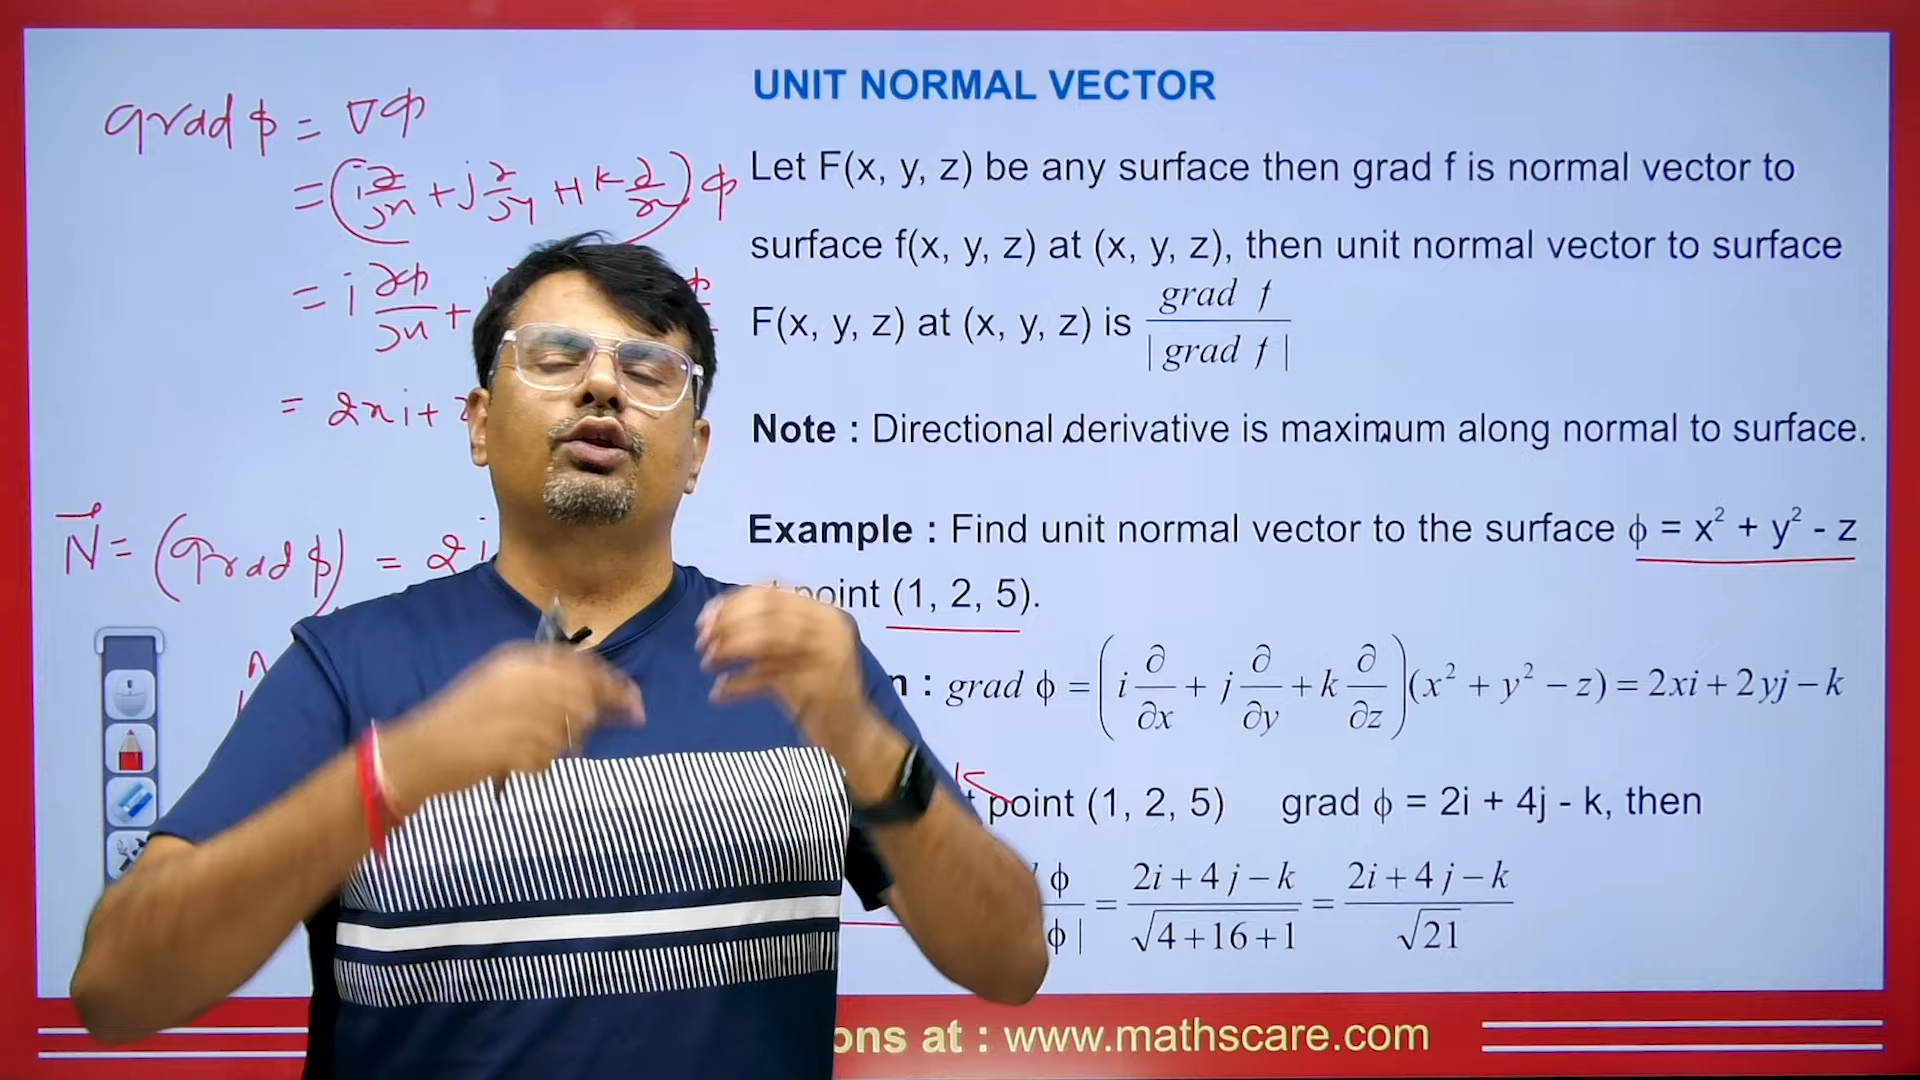 grad ϕ = ∇ϕ
= (i ∂/∂x + j ∂/∂y + k ∂/∂z) ϕ
= i ∂ϕ/∂x +
= 2xi +
N = (grad ϕ) = 2i
UNIT NORMAL VECTOR
Let F(x, y, z) be any surface then grad f is normal vector to
surface f(x, y, z) at (x, y, z), then unit normal vector to surface
F(x, y, z) at (x, y, z) is grad f / | grad f |
Note : Directional derivative is maximum along normal to surface.
Example : Find unit normal vector to the surface ϕ = x² + y² - z
point (1, 2, 5).
: grad ϕ = (i ∂/∂x + j ∂/∂y + k ∂/∂z)(x² + y² − z) = 2xi + 2yj − k
point (1, 2, 5) grad ϕ = 2i + 4j - k, then
ϕ / ϕ | = 2i + 4j − k / √4+16+1 = 2i + 4j − k / √21
at : www.mathscare.com